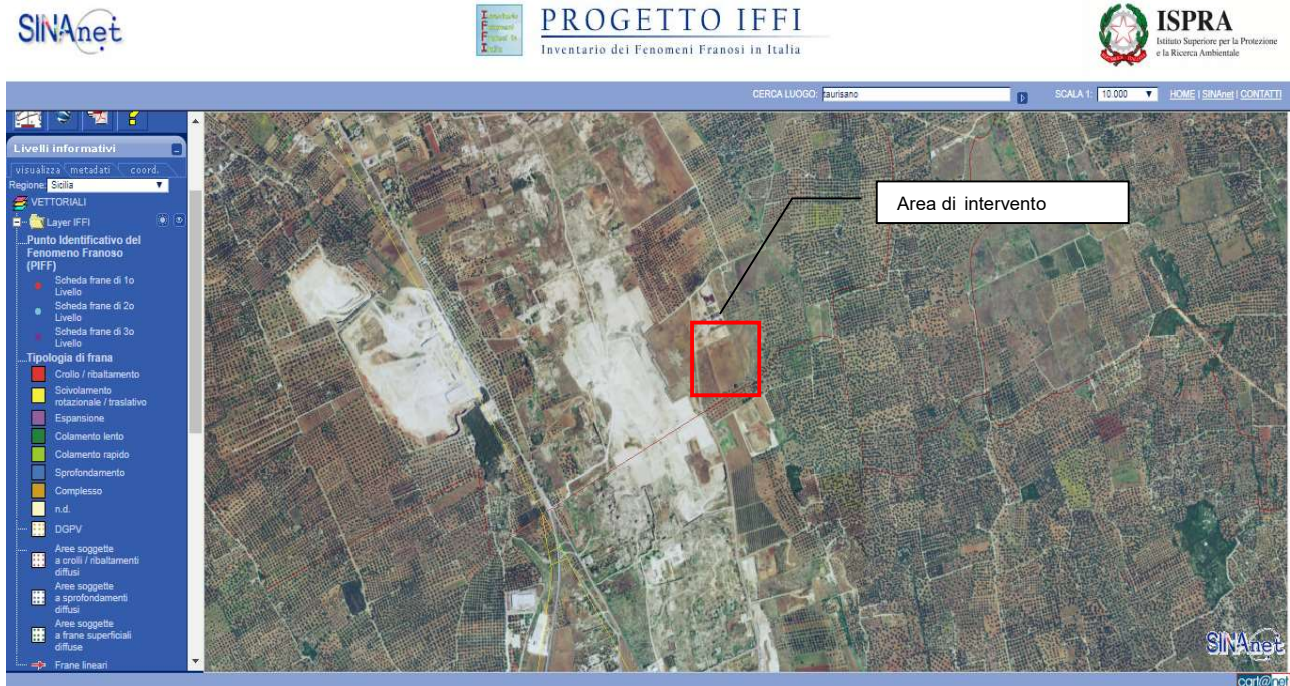 SINAnet
Inventario
Fenomeni
Franosi in
Italia
PROGETTO IFFI
Inventario dei Fenomeni Franosi in Italia
ISPRA
Istituto Superiore per la Protezione
e la Ricerca Ambientale
CERCA LUOGO: taurisano
SCALA 1: 10.000
HOME | SINAnet | CONTATTI
Livelli informativi
visualizza metadati coord.
Regione: Sicilia
VETTORIALI
Layer IFFI
Punto Identificativo del
Fenomeno Franoso
(PIFF)
Scheda frane di 1o
Livello
Scheda frane di 2o
Livello
Scheda frane di 3o
Livello
Tipologia di frana
Crollo / ribaltamento
Scivolamento
rotazionale / traslativo
Espansione
Colamento lento
Colamento rapido
Sprofondamento
Complesso
n.d.
DGPV
Aree soggette
a crolli / ribaltamenti
diffusi
Aree soggette
a sprofondamenti
diffusi
Aree soggette
a frane superficiali
diffuse
Frane lineari
Area di intervento
SINAnet
cart@net